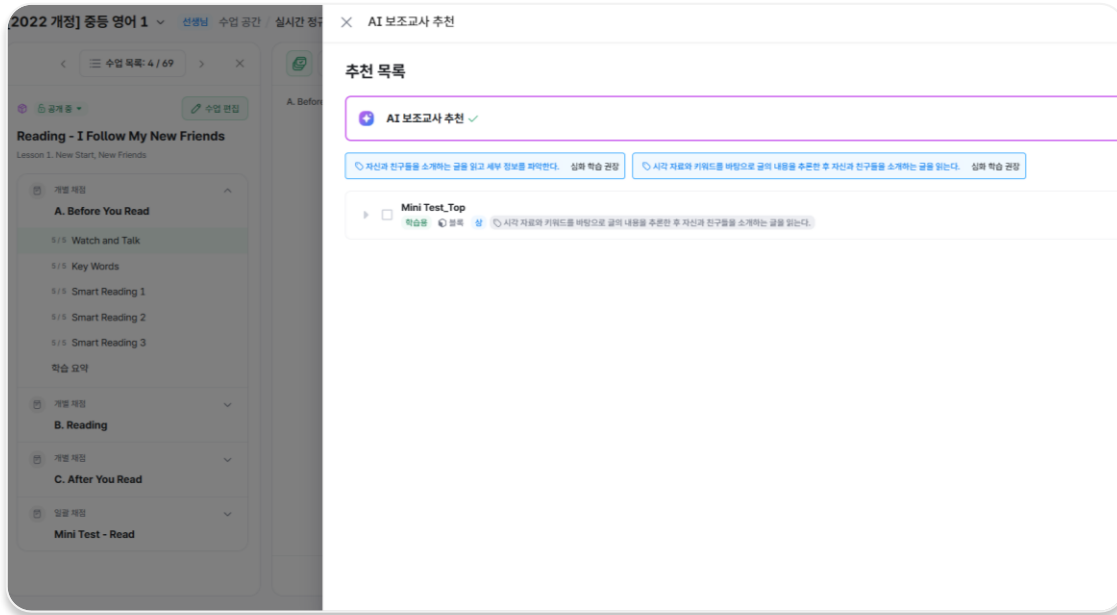 [2022 개정] 중등 영어 1 선생님 수업 공간 / 실시간 정규
수업 목록: 4 / 69
공개 중
수업 편집
Reading - I Follow My New Friends
Lesson 1. New Start, New Friends
개별 채점
A. Before You Read
5 / 5 Watch and Talk
5 / 5 Key Words
5 / 5 Smart Reading 1
5 / 5 Smart Reading 2
5 / 5 Smart Reading 3
학습 요약
개별 채점
B. Reading
개별 채점
C. After You Read
일괄 채점
Mini Test - Read
A. Before
AI 보조교사 추천
추천 목록
AI 보조교사 추천
자신과 친구들을 소개하는 글을 읽고 세부 정보를 파악한다. 심화 학습 권장
시각 자료와 키워드를 바탕으로 글의 내용을 추론한 후 자신과 친구들을 소개하는 글을 읽는다. 심화 학습 권장
Mini Test_Top
학습용 블록 상 시각 자료와 키워드를 바탕으로 글의 내용을 추론한 후 자신과 친구들을 소개하는 글을 읽는다.